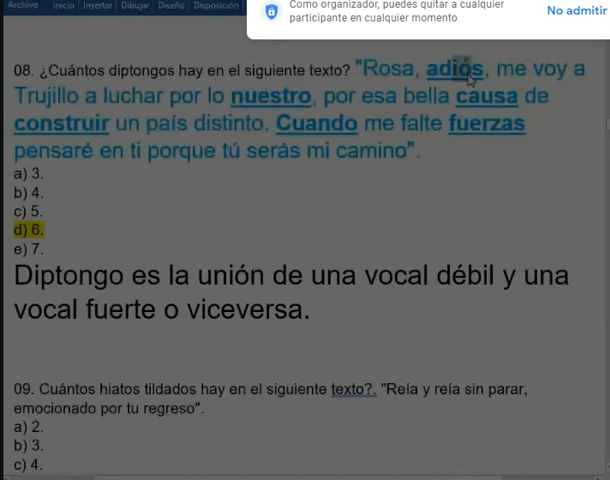 Archivo Inicio Insertar Dibujar Diseño Disposición
Como organizador, puedes quitar a cualquier
participante en cualquier momento
No admitir
08. ¿Cuántos diptongos hay en el siguiente texto? "Rosa, adiós, me voy a
Trujillo a luchar por lo nuestro, por esa bella causa de
construir un país distinto. Cuando me falte fuerzas
pensaré en ti porque tú serás mi camino".
a) 3.
b) 4.
c) 5.
d) 6.
e) 7.
Diptongo es la unión de una vocal débil y una
vocal fuerte o viceversa.
09. Cuántos hiatos tildados hay en el siguiente texto?. "Reía y reía sin parar,
emocionado por tu regreso".
a) 2.
b) 3.
c) 4.